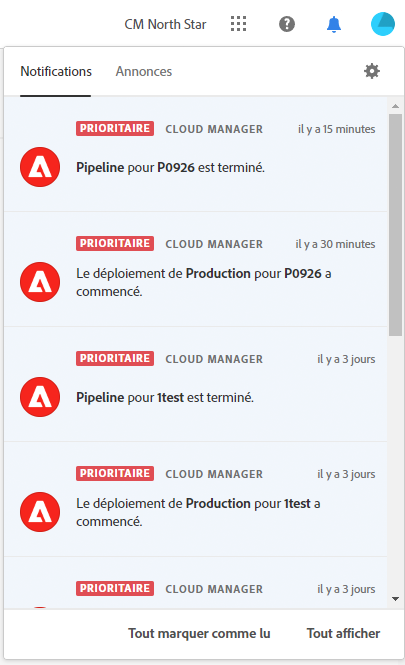 CM North Star
Notifications Annonces
PRIORITAIRE CLOUD MANAGER il y a 15 minutes
Pipeline pour P0926 est terminé.
PRIORITAIRE CLOUD MANAGER il y a 30 minutes
Le déploiement de Production pour P0926 a
commencé.
PRIORITAIRE CLOUD MANAGER il y a 3 jours
Pipeline pour 1test est terminé.
PRIORITAIRE CLOUD MANAGER il y a 3 jours
Le déploiement de Production pour 1test a
commencé.
PRIORITAIRE CLOUD MANAGER il y a 3 jours
Tout marquer comme lu Tout afficher